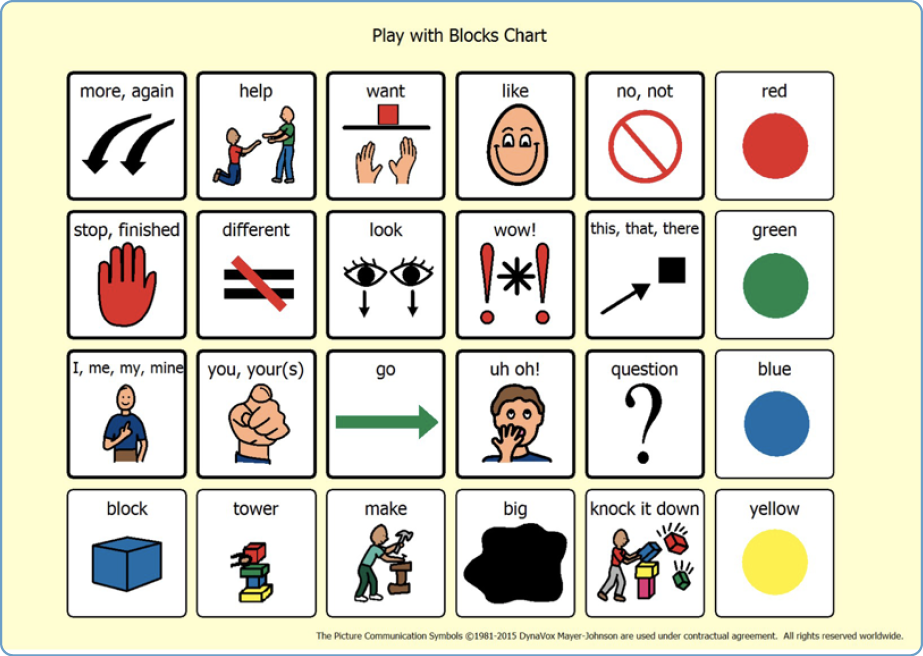 Play with Blocks Chart
more, again
help
want
like
no, not
red
stop, finished
different
look
wow!
this, that, there
green
I, me, my, mine
you, your(s)
go
uh oh!
question
blue
block
tower
make
big
knock it down
yellow
The Picture Communication Symbols ©1981-2015 DynaVox Mayer-Johnson are used under contractual agreement. All rights reserved worldwide.